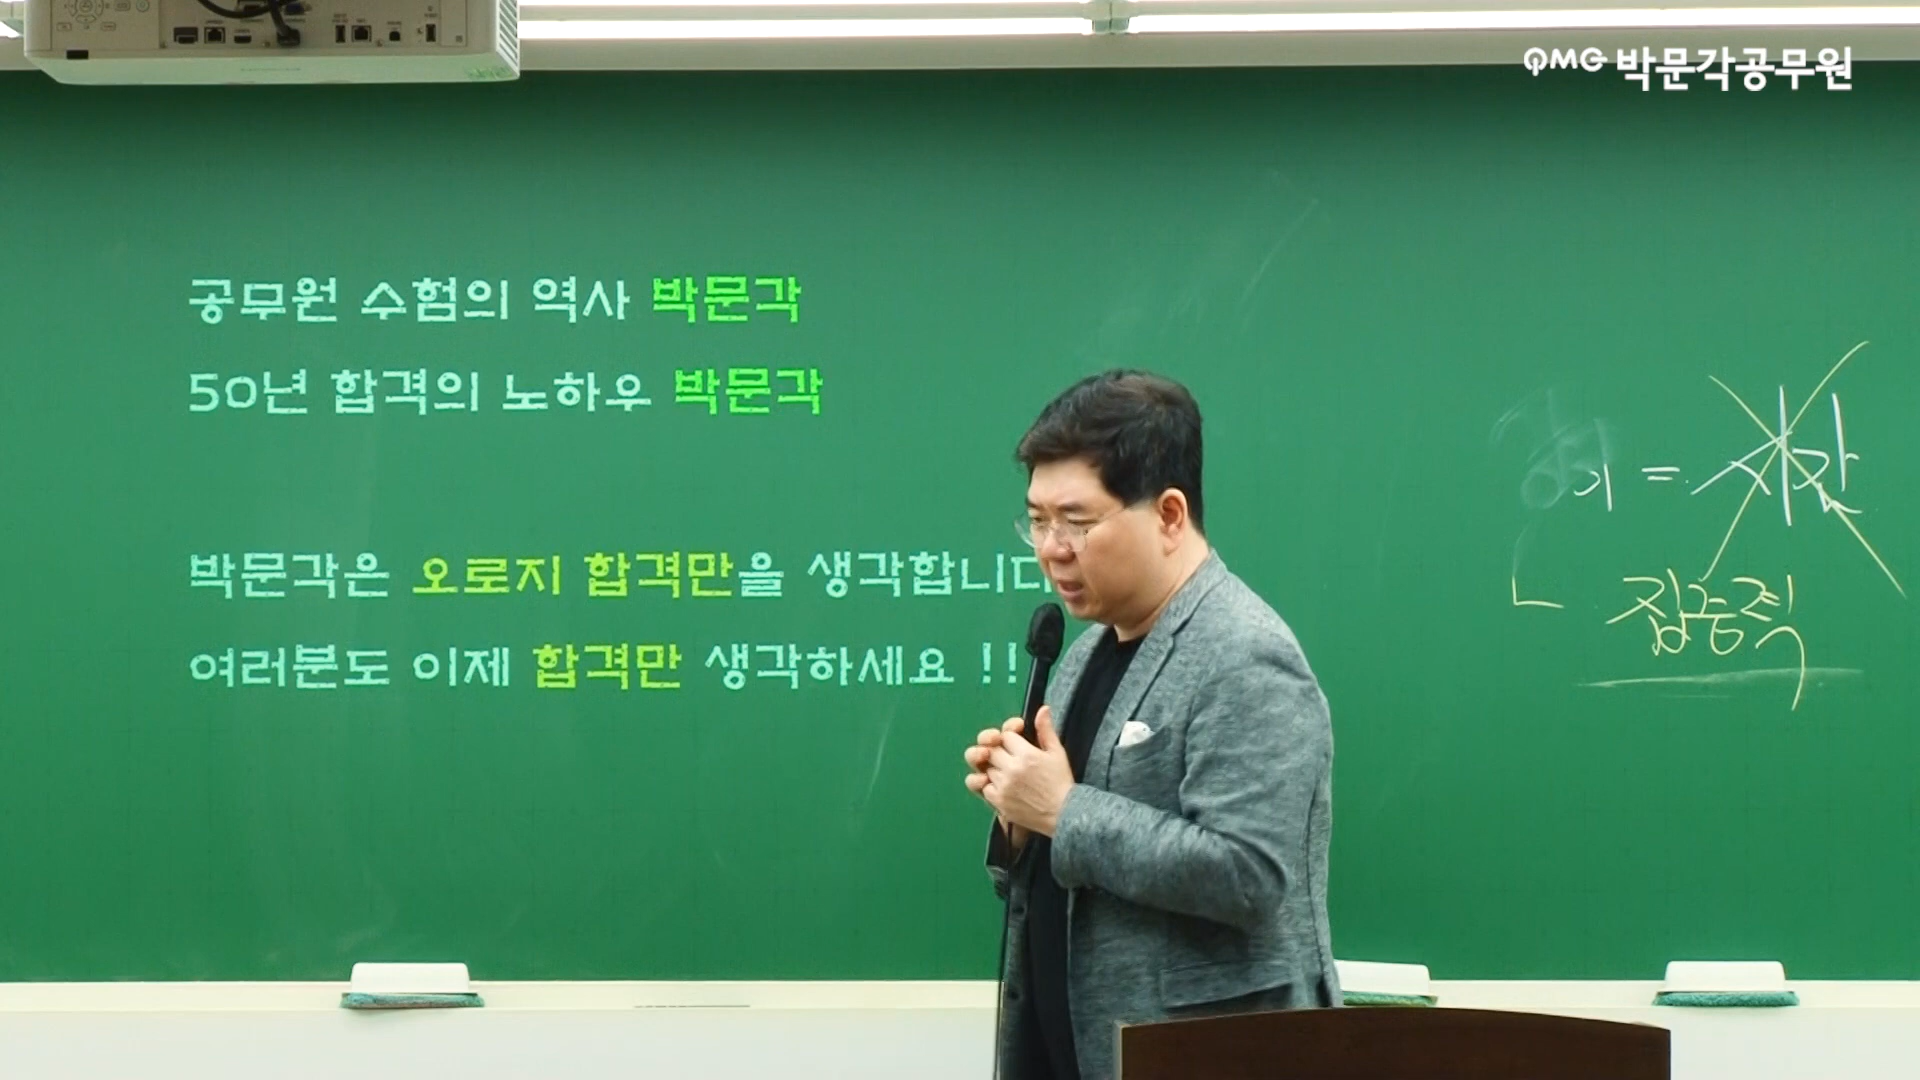 PMG 박문각공무원
공무원 수험의 역사 박문각
50년 합격의 노하우 박문각
박문각은 오로지 합격만을 생각합니다
여러분도 이제 합격만 생각하세요 !!
= 시간
집중력